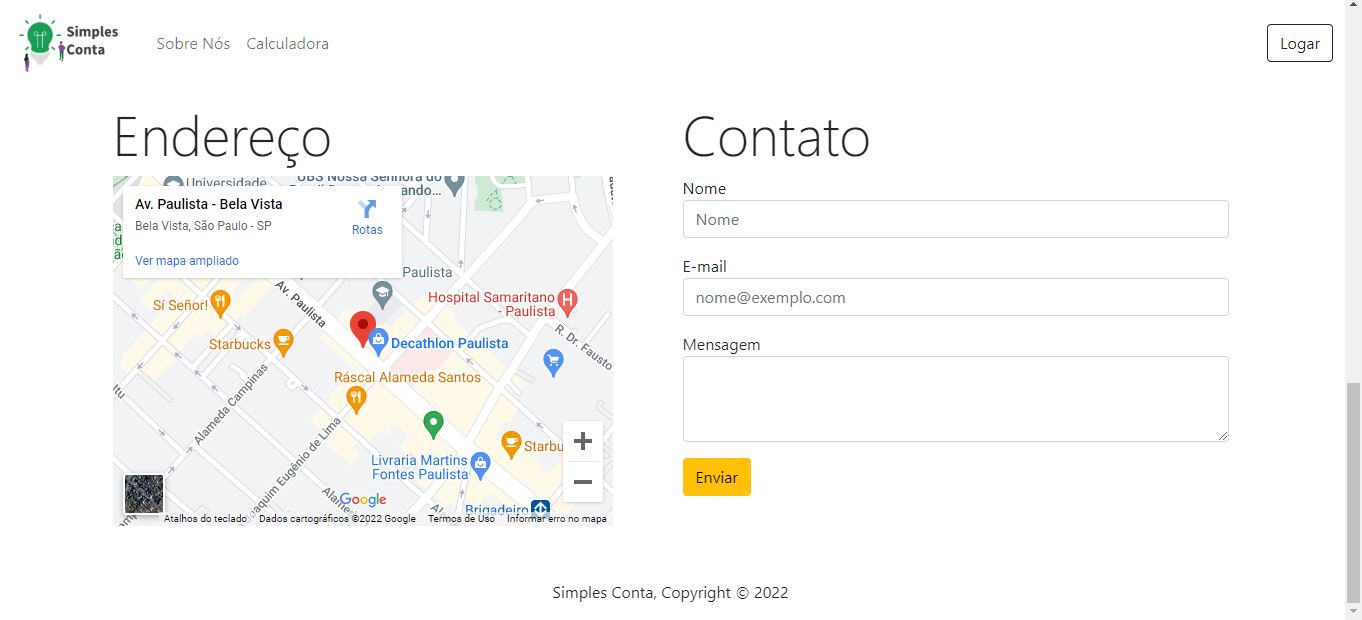 Simples
Conta
Sobre Nós
Calculadora
Logar
Endereço
Universidade
UBS Nossa Senhora do
ando...
Av. Paulista - Bela Vista
Bela Vista, São Paulo - SP
Rotas
Ver mapa ampliado
Paulista
Av. Paulista
Sí Señor!
Hospital Samaritano
- Paulista
R. Dr. Fausto
Starbucks
Decathlon Paulista
Ráscal Alameda Santos
Alameda Campinas
Itu
aquim Eugênio de Lima
Livraria Martins
Fontes Paulista
Starbu
Alame
Al
Brigadeiro
Google
Atalhos do teclado
Dados cartográficos ©2022 Google
Termos de Uso
Informar erro no mapa
Contato
Nome
Nome
E-mail
nome@exemplo.com
Mensagem
Enviar
Simples Conta, Copyright © 2022